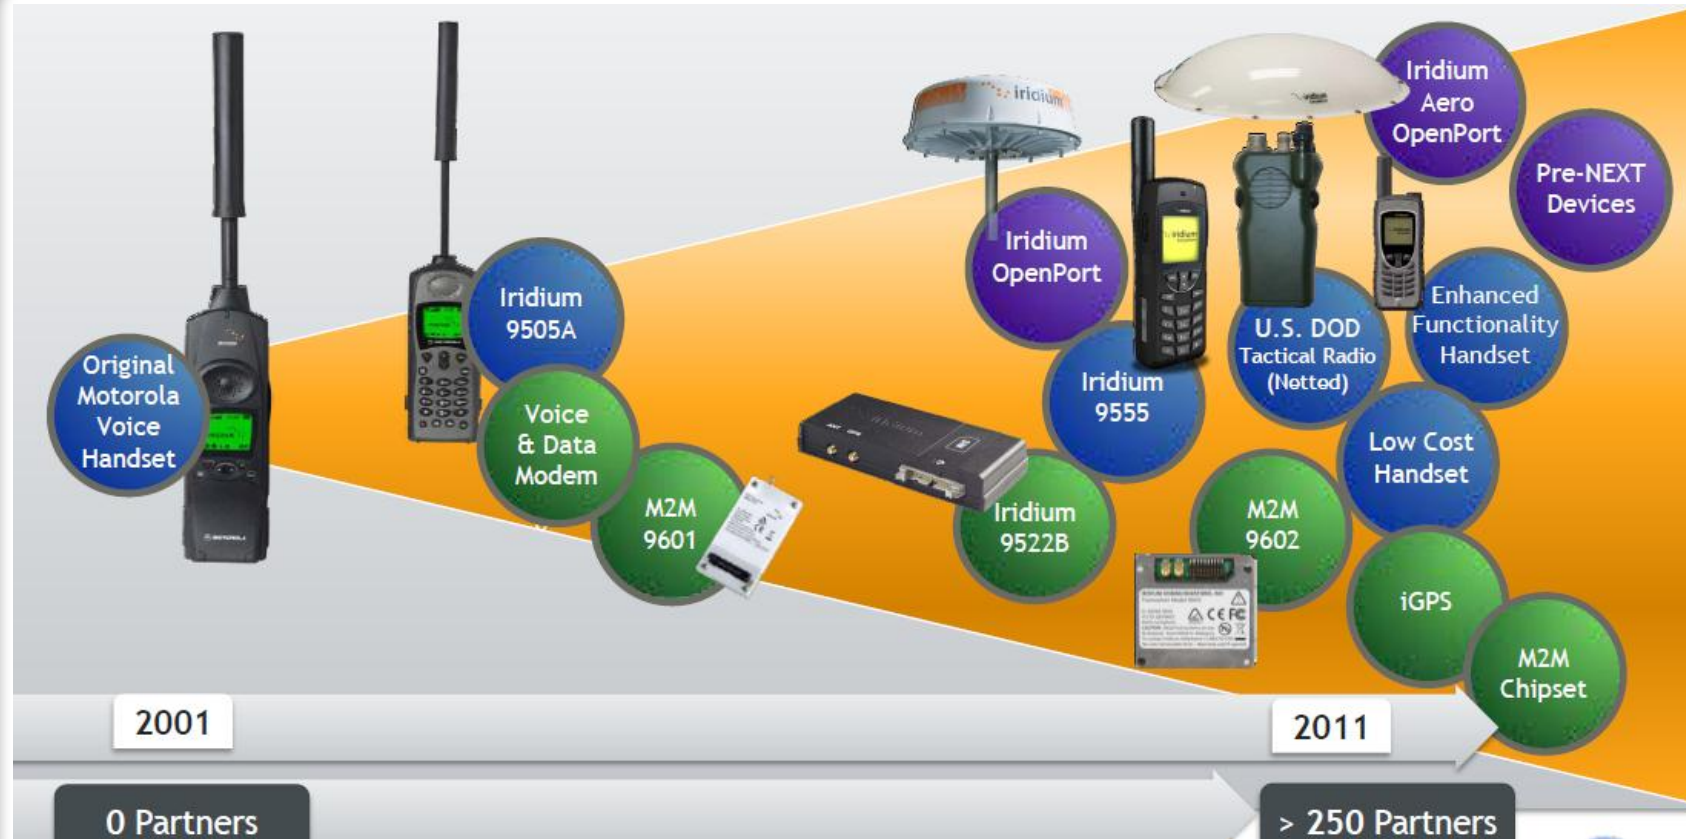 Original
Motorola
Voice
Handset
Iridium
9505A
Voice
& Data
Modem
M2M
9601
iridium
Iridium
OpenPort
Iridium
9555
Iridium
9522B
U.S. DOD
Tactical Radio
(Netted)
Iridium
Aero
OpenPort
Pre-NEXT
Devices
Enhanced
Functionality
Handset
Low Cost
Handset
M2M
9602
iGPS
M2M
Chipset
2001
2011
0 Partners
> 250 Partners